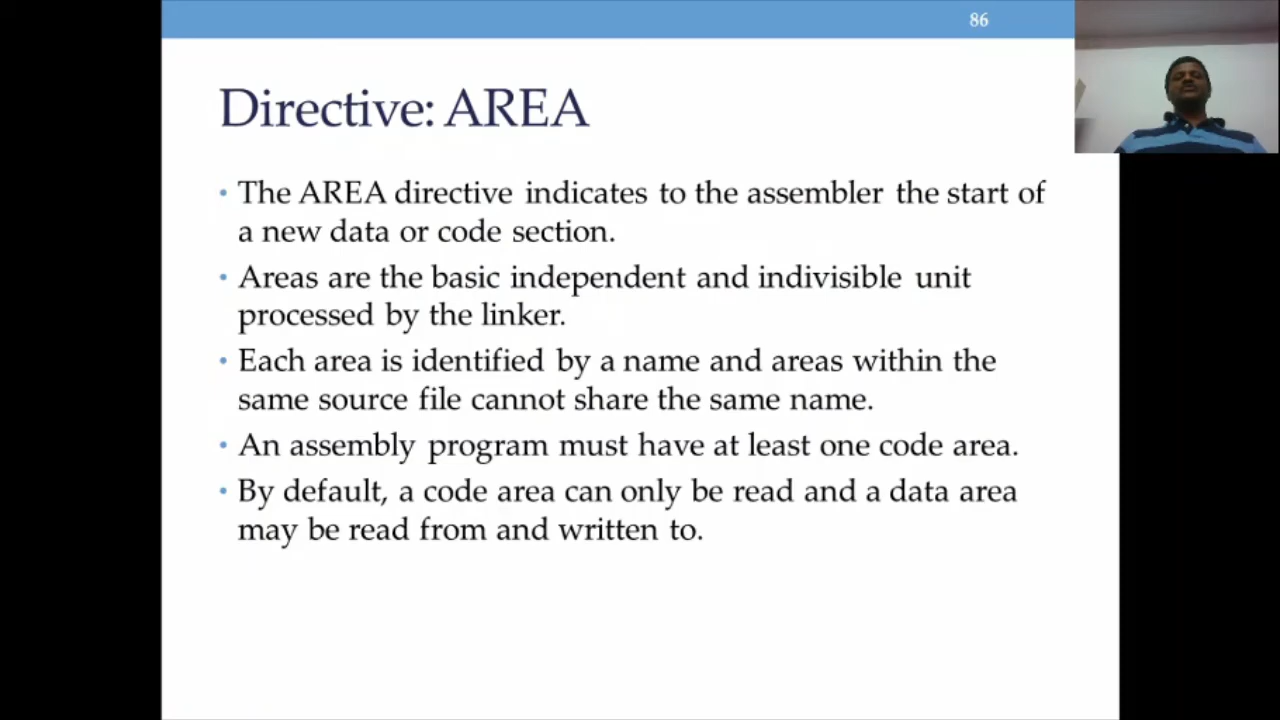 86
Directive: AREA
• The AREA directive indicates to the assembler the start of
a new data or code section.
• Areas are the basic independent and indivisible unit
processed by the linker.
• Each area is identified by a name and areas within the
same source file cannot share the same name.
• An assembly program must have at least one code area.
• By default, a code area can only be read and a data area
may be read from and written to.